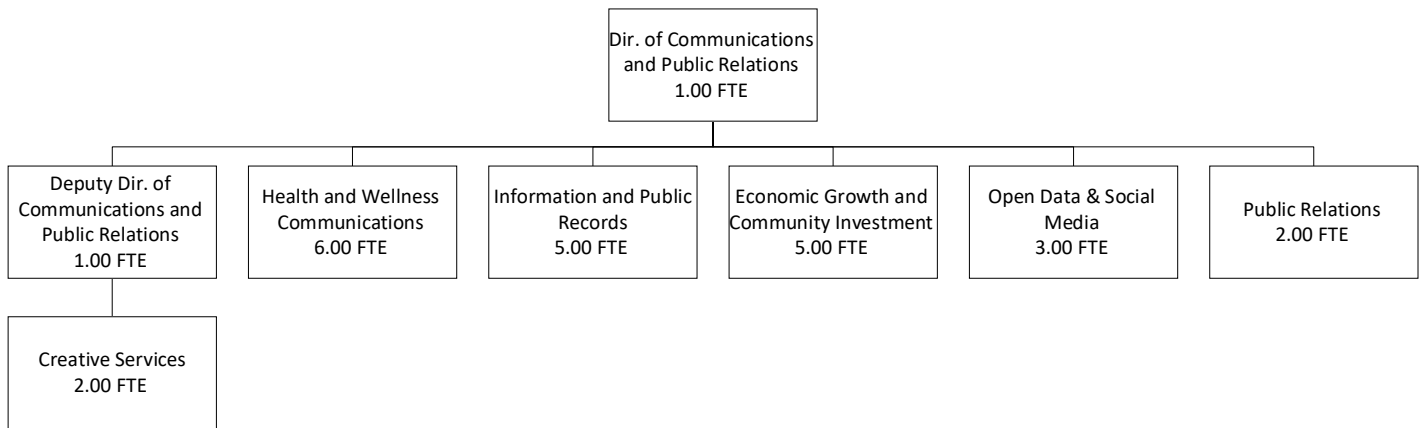 Dir. of Communications
and Public Relations
1.00 FTE
Deputy Dir. of
Communications and
Public Relations
1.00 FTE
Health and Wellness
Communications
6.00 FTE
Information and Public
Records
5.00 FTE
Economic Growth and
Community Investment
5.00 FTE
Open Data & Social
Media
3.00 FTE
Public Relations
2.00 FTE
Creative Services
2.00 FTE